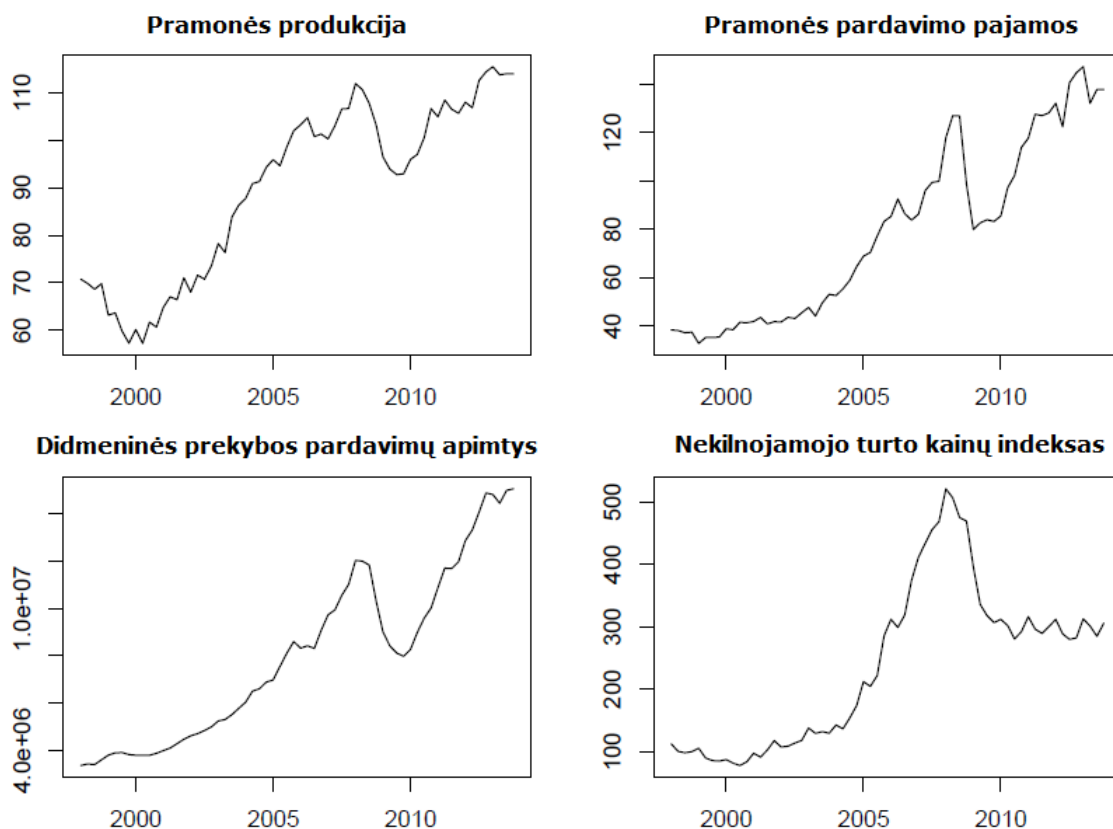 Pramonės produkcija
110
90
80
70
60
2000 2005 2010
Pramonės pardavimo pajamos
120
80
60
40
2000 2005 2010
Didmeninės prekybos pardavimų apimtys
1.0e+07
4.0e+06
2000 2005 2010
Nekilnojamojo turto kainų indeksas
500
400
300
200
100
2000 2005 2010